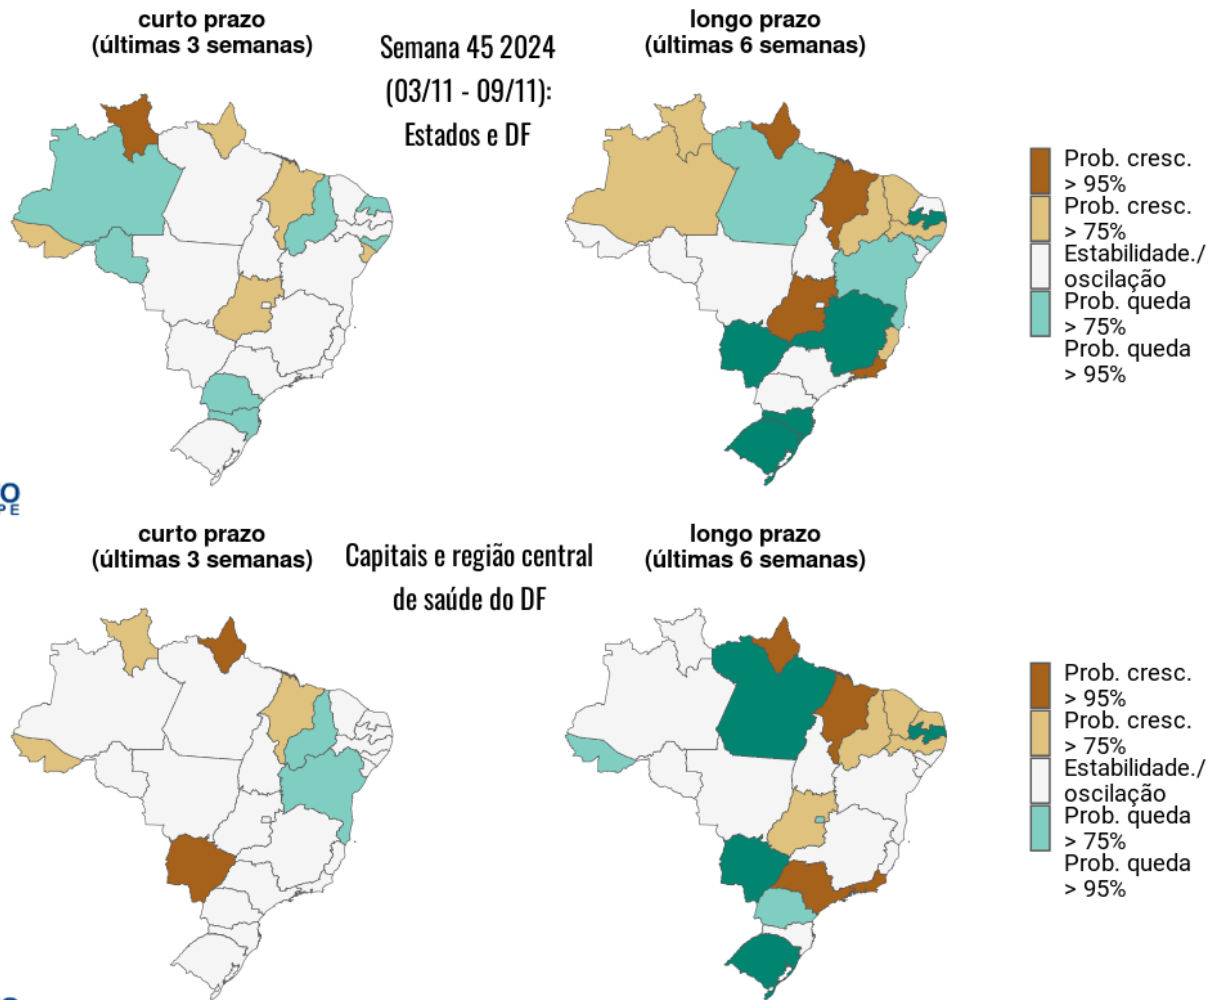 curto prazo
(últimas 3 semanas)
Semana 45 2024
(03/11 - 09/11):
Estados e DF
longo prazo
(últimas 6 semanas)
Prob. cresc.
> 95%
Prob. cresc.
> 75%
Estabilidade./
oscilação
Prob. queda
> 75%
Prob. queda
> 95%
O
PE
curto prazo
(últimas 3 semanas)
Capitais e região central
de saúde do DF
longo prazo
(últimas 6 semanas)
Prob. cresc.
> 95%
Prob. cresc.
> 75%
Estabilidade./
oscilação
Prob. queda
> 75%
Prob. queda
> 95%